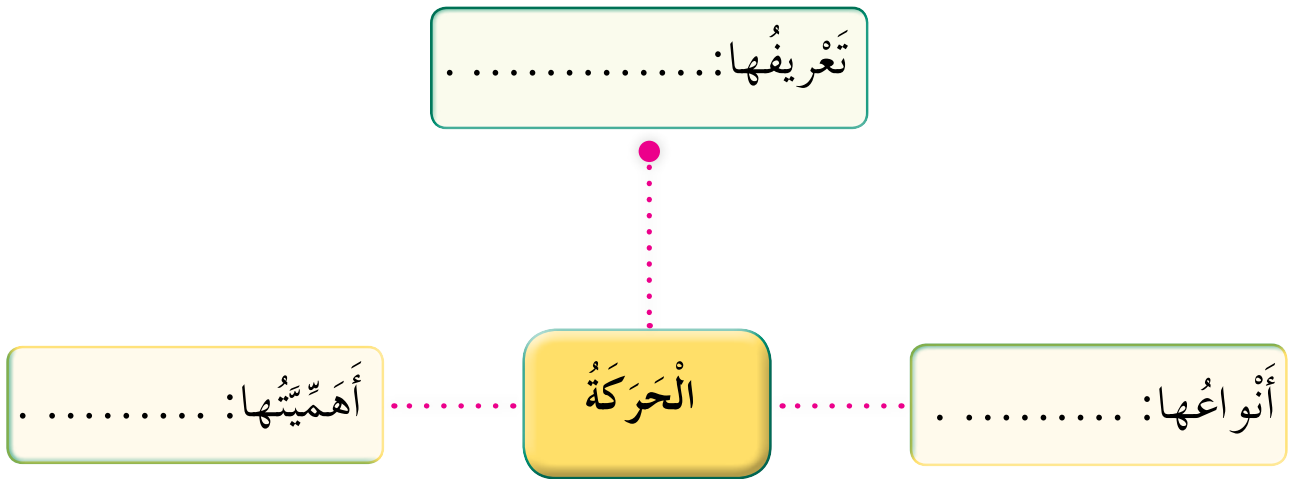 تَعْريفُها: . . . . . . . . . . . . . . .
الْحَرَكَةُ
أَنْواعُها: . . . . . . . . . .
أَهَمِّيَّتُها: . . . . . . . . . .